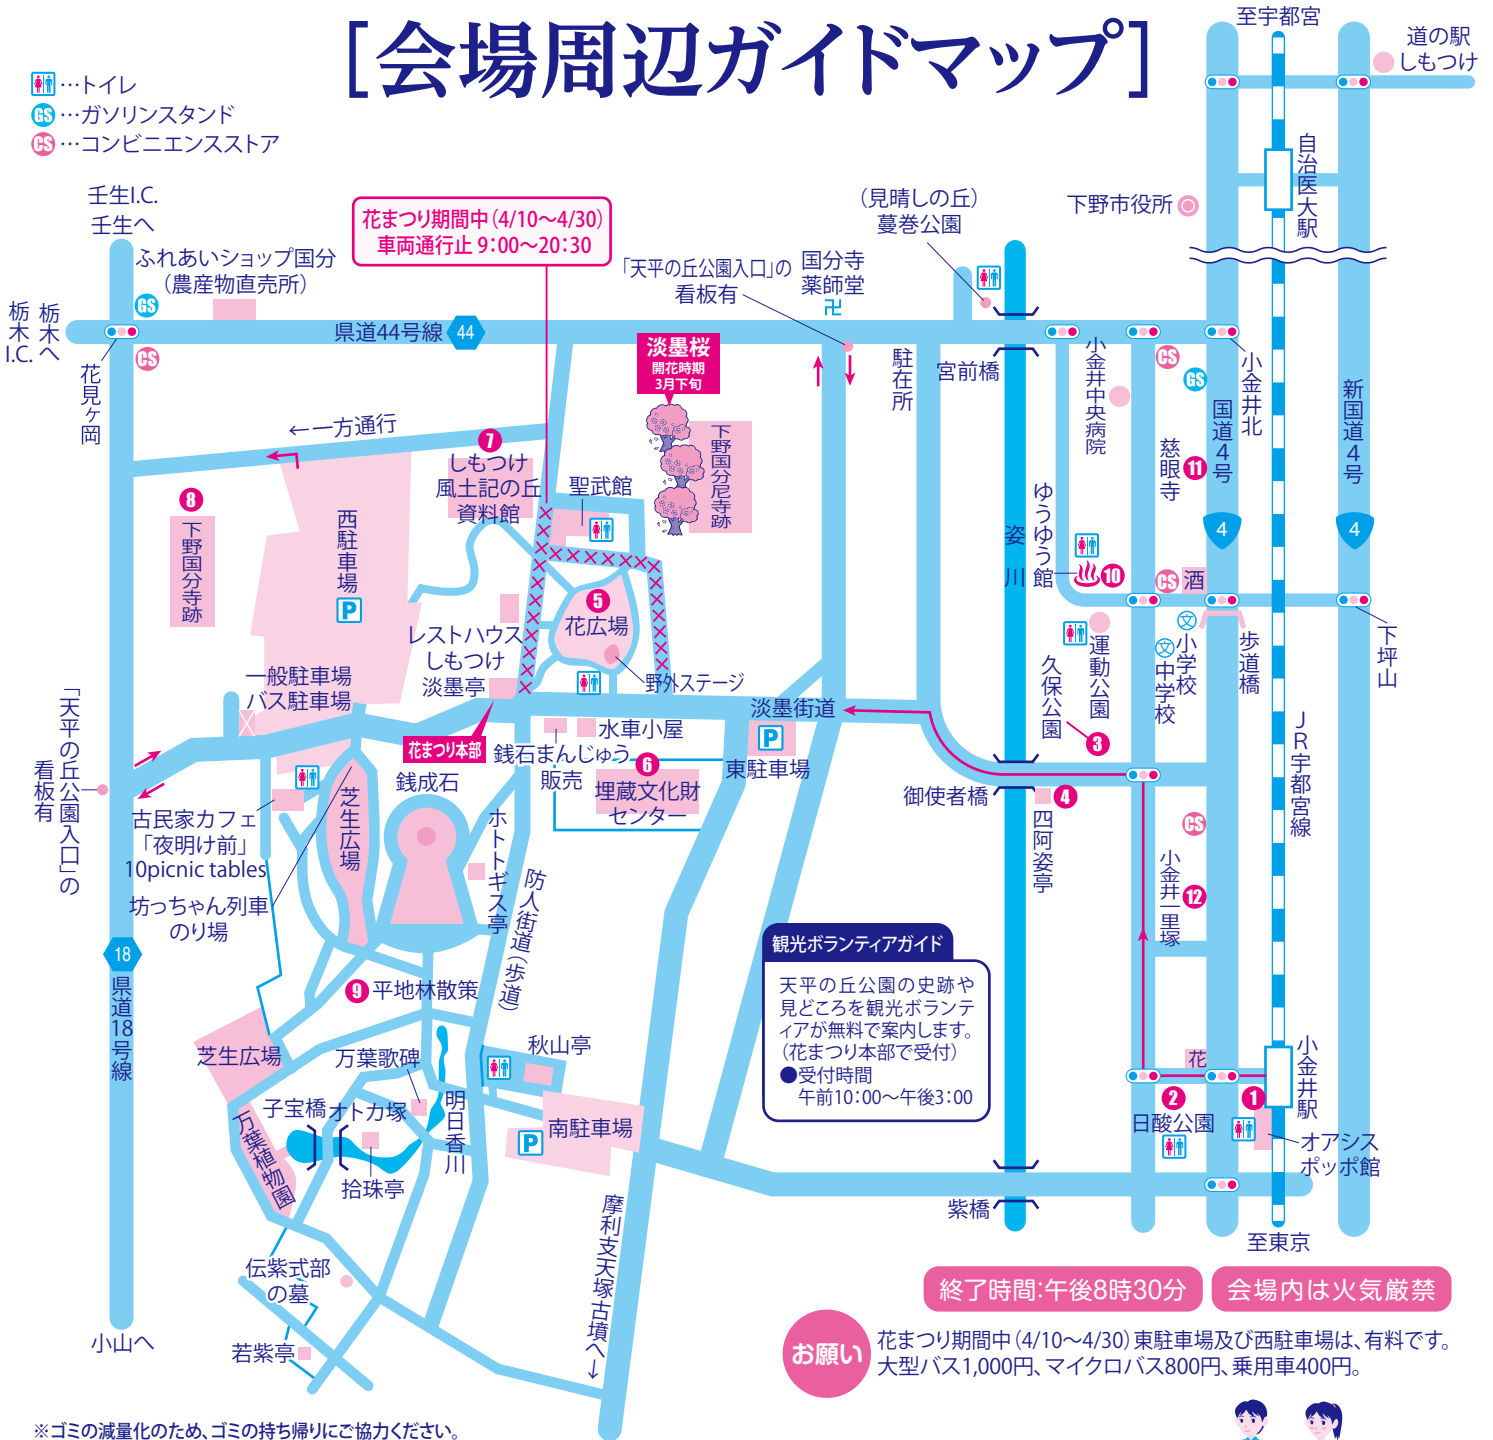 [会場周辺ガイドマップ]
…トイレ
GS…ガソリンスタンド
CS…コンビニエンスストア
至宇都宮
道の駅
しもつけ
自治医大駅
下野市役所
壬生I.C.
壬生へ
ふれあいショップ国分
（農産物直売所）
花まつり期間中（4/10〜4/30）
車両通行止 9：00〜20：30
「天平の丘公園入口」の
看板有
国分寺
薬師堂
卍
（見晴しの丘）
蔓巻公園
栃木へ
栃木I.C.
GS
CS
県道44号線 44
花見ヶ岡
淡墨桜
開花時期
3月下旬
駐在所
宮前橋
小金井中央病院
CS
GS
小金井北
国道4号
新国道4号
4
4
←一方通行
7
しもつけ
風土記の丘
資料館
聖武館
下野国分尼寺跡
慈眼寺
11
8
下野国分寺跡
西駐車場
P
ゆうゆう館
姿川
10
CS
酒
5
花広場
レストハウス
しもつけ
淡墨亭
野外ステージ
運動公園
久保公園
3
文
小学校
文
中学校
歩道橋
下坪山
一般駐車場
バス駐車場
淡墨街道
「天平の丘公園入口」の
看板有
花まつり本部
水車小屋
銭石まんじゅう
販売
6
埋蔵文化財
センター
P
東駐車場
JR宇都宮線
銭成石
御使者橋
4
四阿姿亭
古民家カフェ
「夜明け前」
10picnic tables
芝生広場
坊っちゃん列車
のり場
ホトトギス亭
防人街道（歩道）
CS
小金井一里塚
12
18
県道18号線
9
平地林散策
観光ボランティアガイド
天平の丘公園の史跡や
見どころを観光ボランテ
ィアが無料で案内します。
（花まつり本部で受付）
●受付時間
午前10：00〜午後3：00
芝生広場
万葉歌碑
秋山亭
花
小金井駅
子宝橋
オトカ塚
明日香川
万葉植物園
P
南駐車場
2
日酸公園
1
オアシス
ポッポ館
拾珠亭
紫橋
摩利支天塚古墳へ→
至東京
伝紫式部
の墓
若紫亭
小山へ
終了時間：午後8時30分
会場内は火気厳禁
お願い
花まつり期間中（4/10〜4/30）東駐車場及び西駐車場は、有料です。
大型バス1,000円、マイクロバス800円、乗用車400円。
※ゴミの減量化のため、ゴミの持ち帰りにご協力ください。